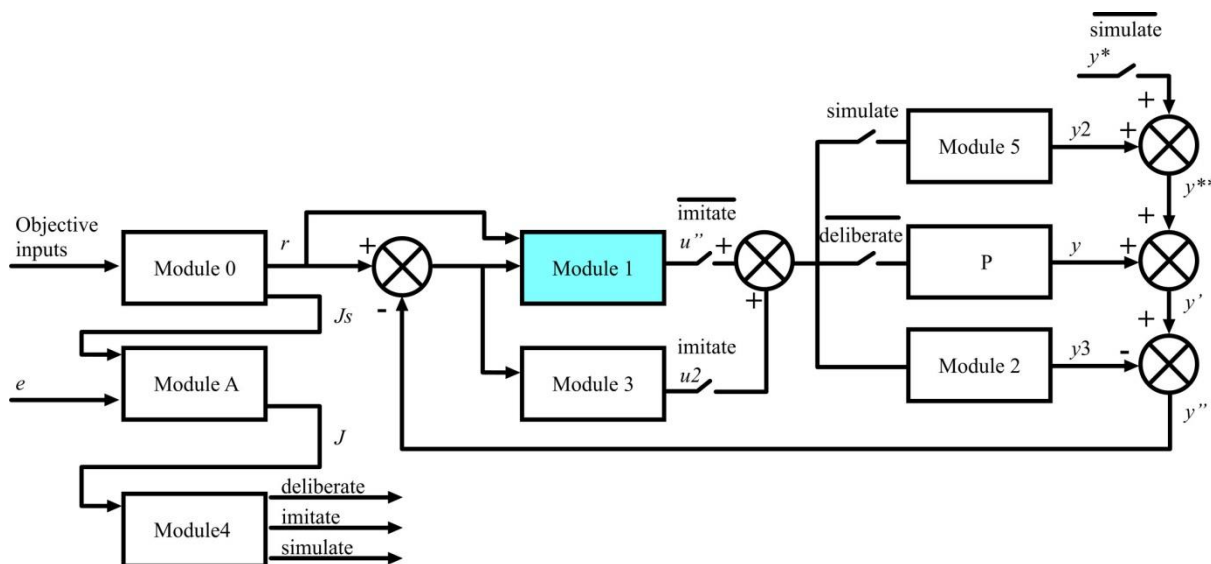 simulate
y*
+
simulate
Module 5
y2
+
y**
Objective
inputs
Module 0
r
+
-
Module 1
imitate
u”
+
+
deliberate
P
y
+
+
y’
Js
e
Module A
Module 3
imitate
u2
Module 2
y3
+
-
y”
J
Module4
deliberate
imitate
simulate